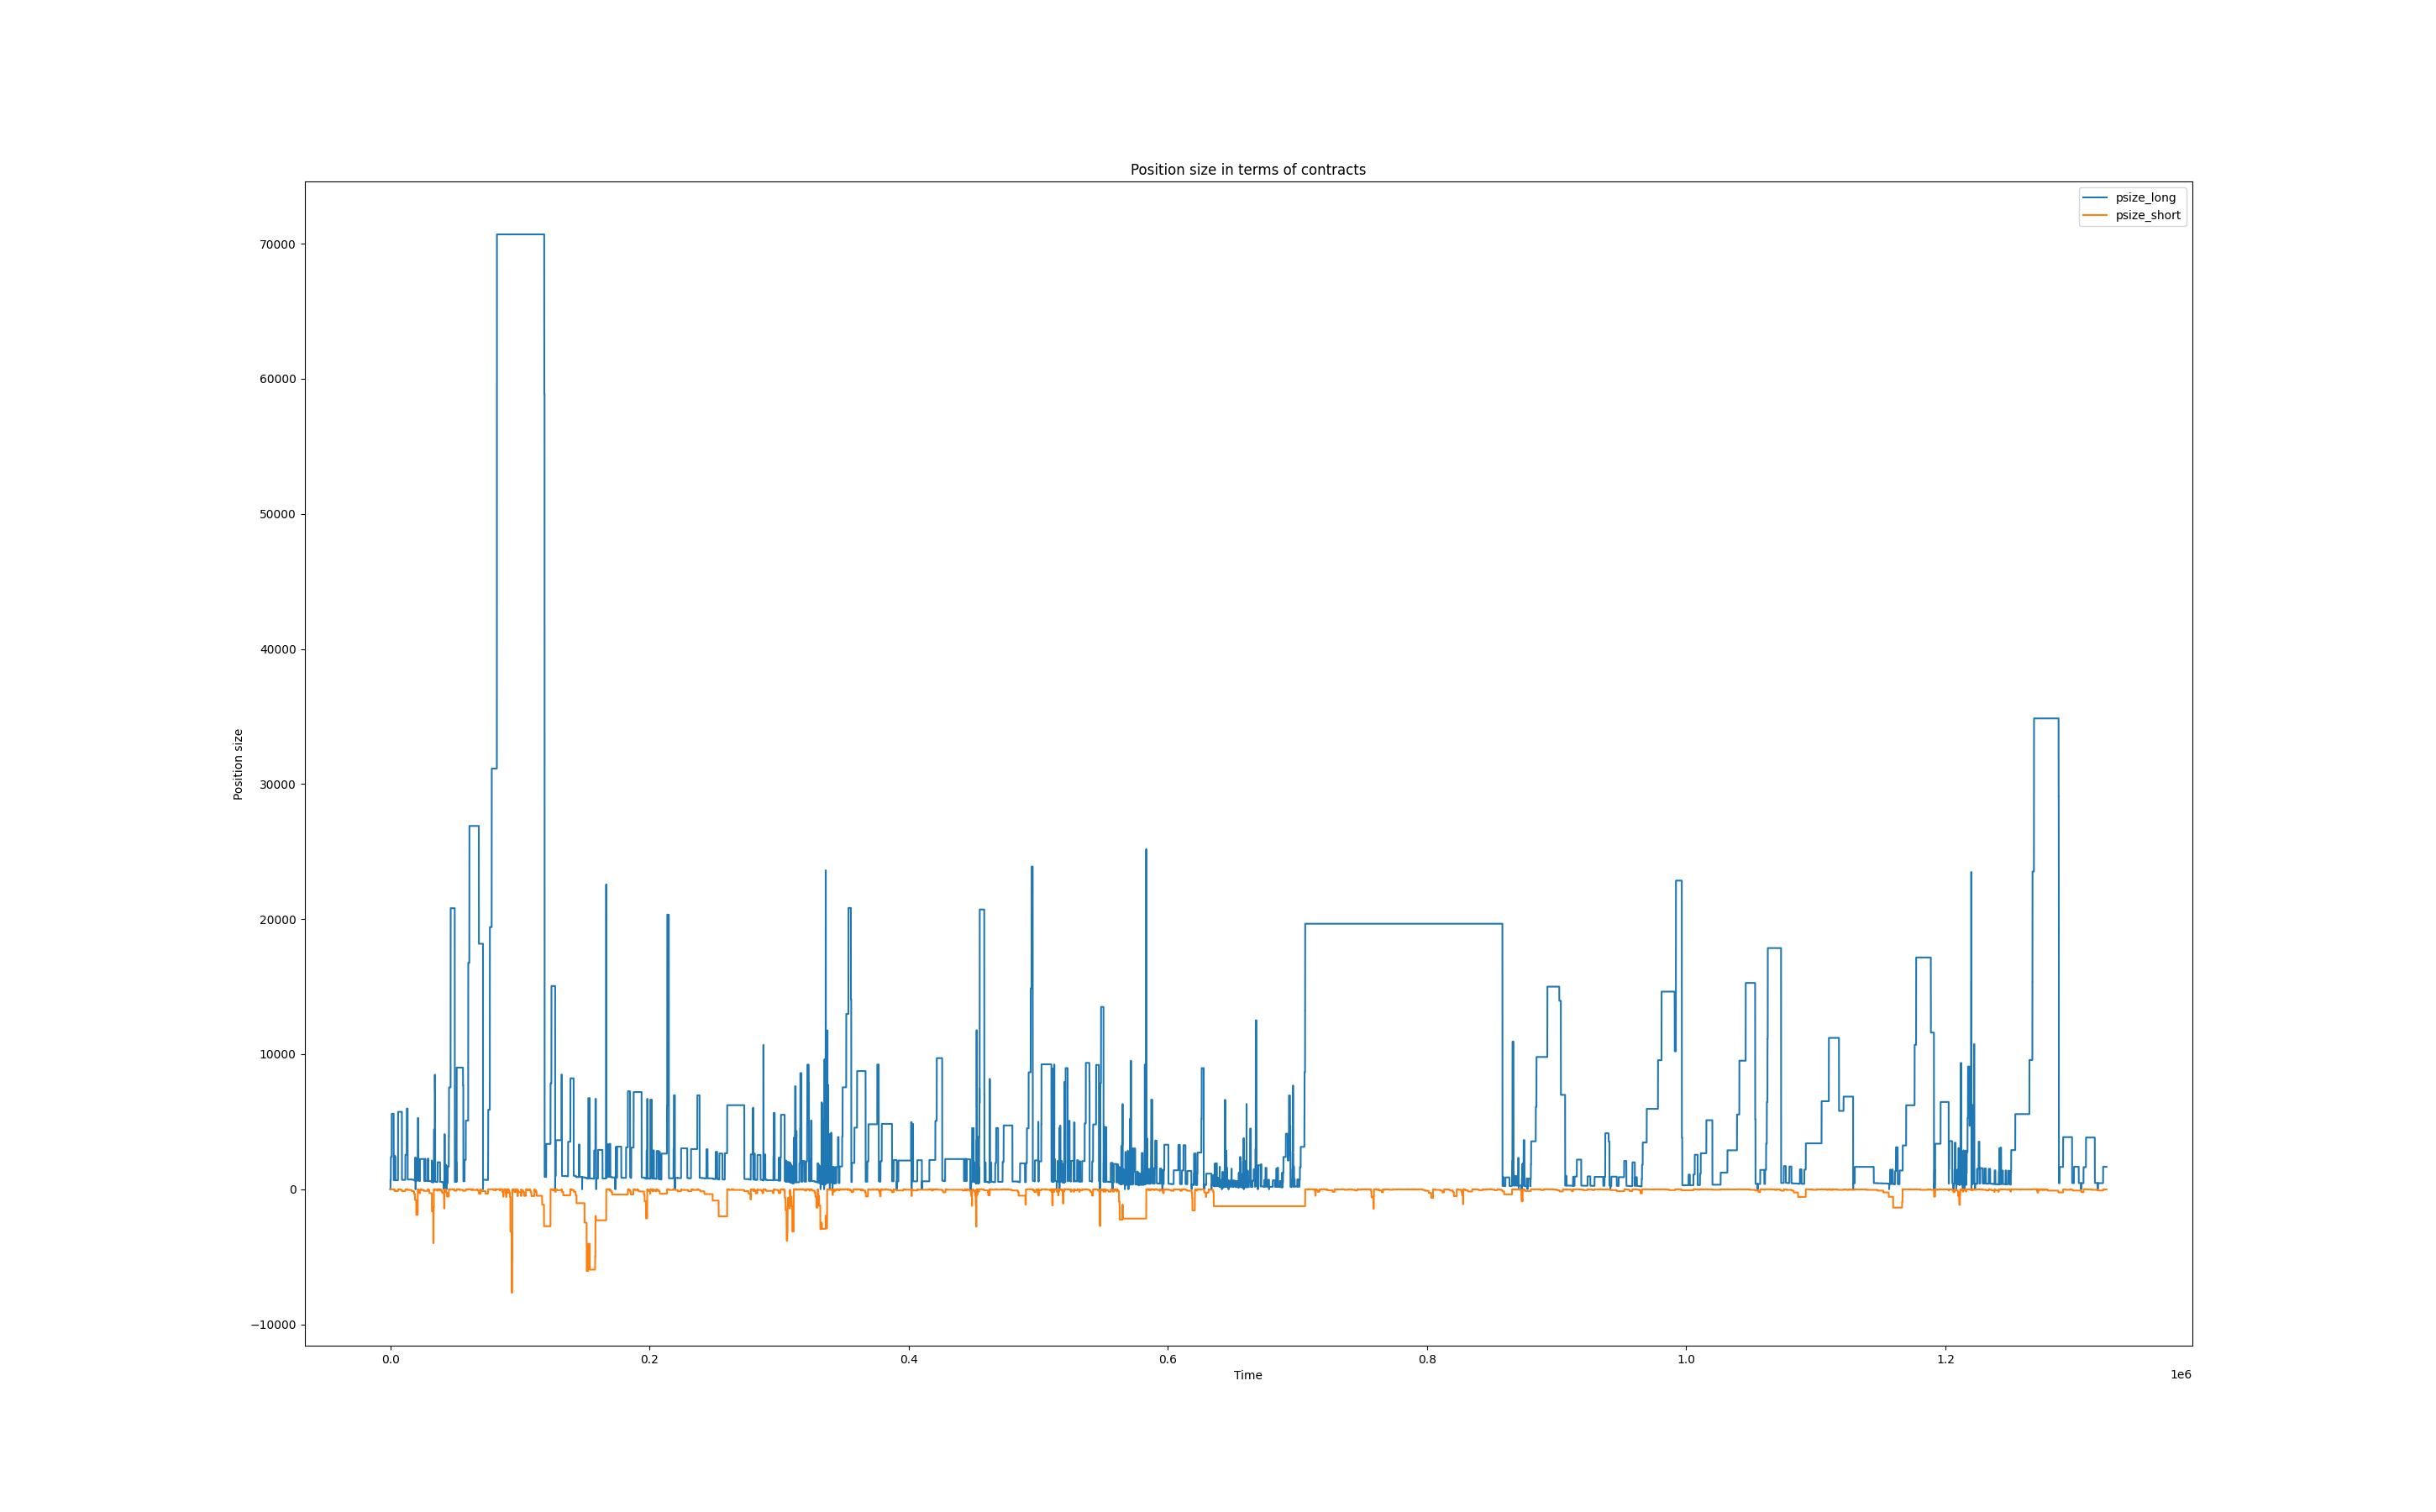 Position size in terms of contracts
psize_long
psize_short
70000
60000
50000
40000
30000
20000
10000
0
−10000
Position size
0.0 0.2 0.4 0.6 0.8 1.0 1.2
1e6
Time